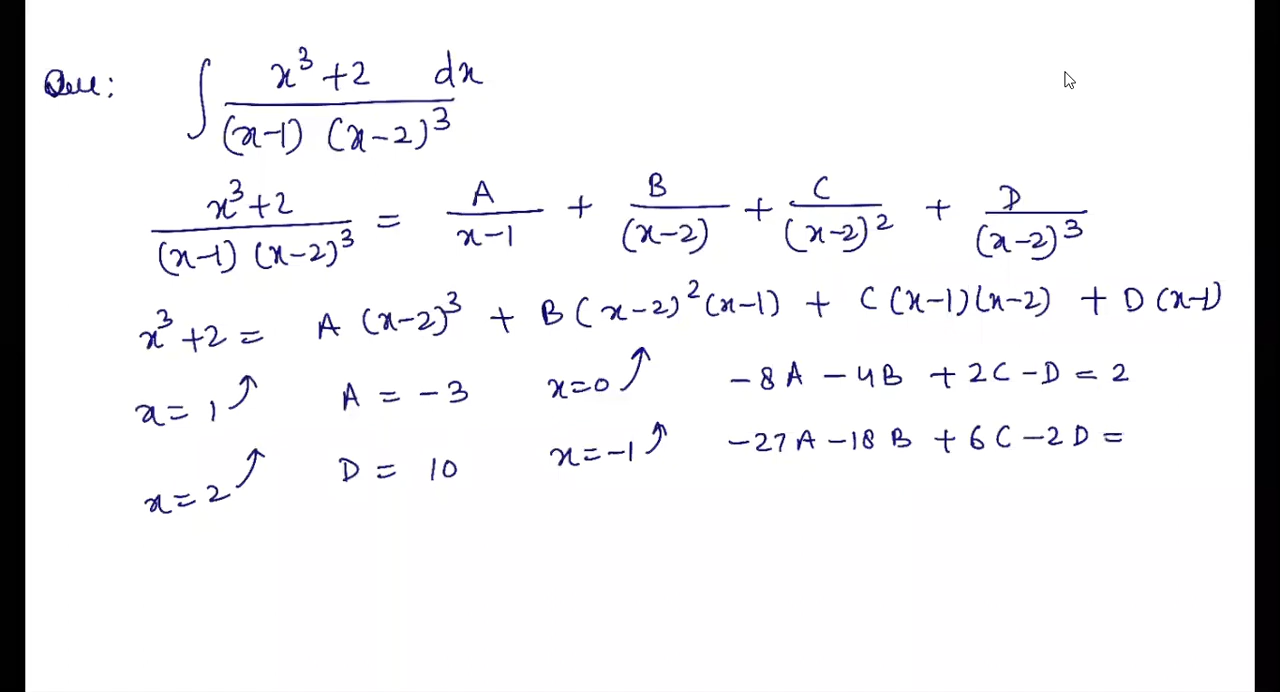 Que: ∫ x³+2 dx / (x-1) (x-2)³
x³+2 / (x-1) (x-2)³ = A / x-1 + B / (x-2) + C / (x-2)² + D / (x-2)³
x³+2 = A (x-2)³ + B(x-2)²(x-1) + C(x-1)(x-2) + D(x-1)
x=1 ↗ A = -3 x=0 ↗ -8A -4B +2C -D = 2
x=2 ↗ D = 10 x=-1 ↗ -27A -18B +6C -2D =